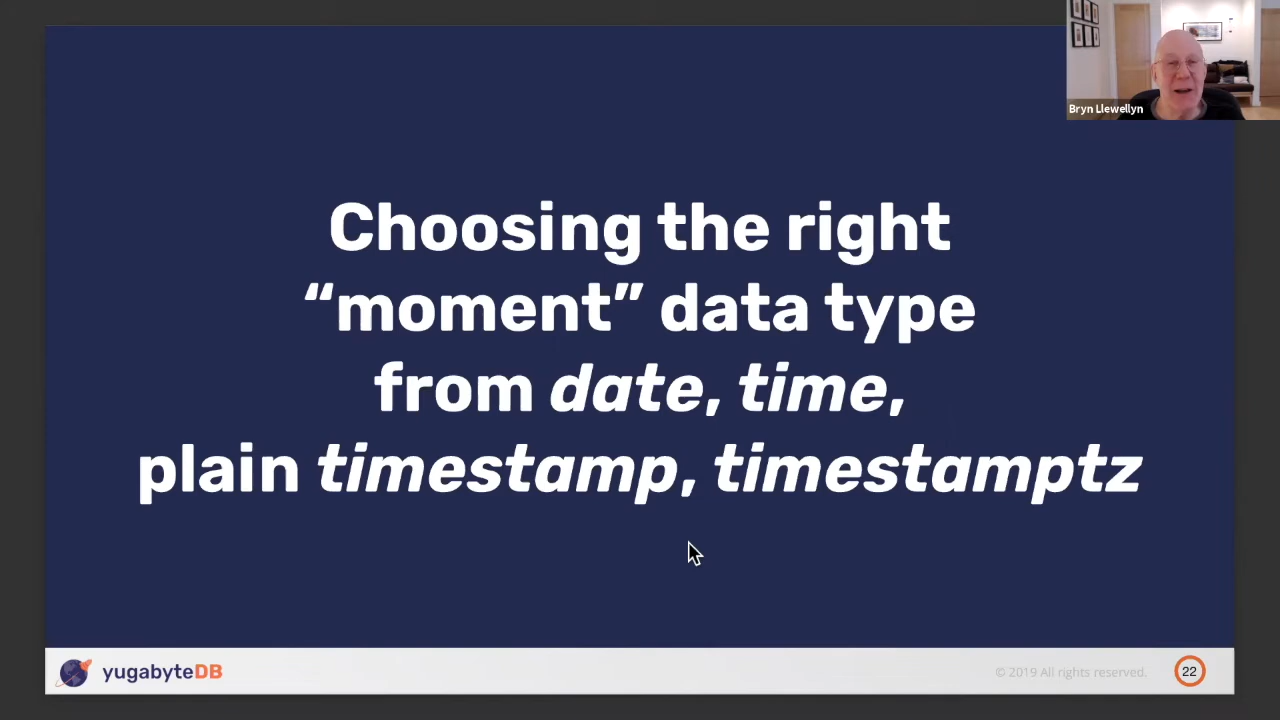 Bryn Llewellyn
Choosing the right
“moment” data type
from date, time,
plain timestamp, timestamptz
yugabyteDB
© 2019 All rights reserved.
22